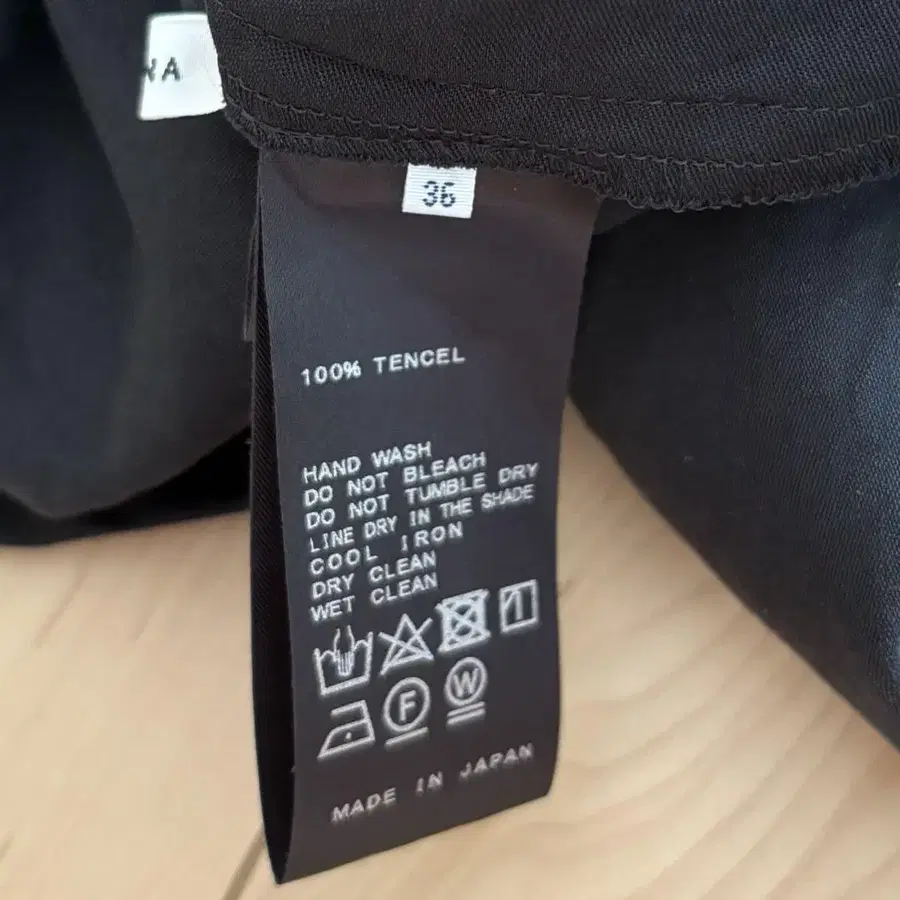 36
100% TENCEL
HAND WASH
DO NOT BLEACH
DO NOT TUMBLE DRY
LINE DRY IN THE SHADE
COOL IRON
DRY CLEAN
WET CLEAN
F
W
MADE IN JAPAN